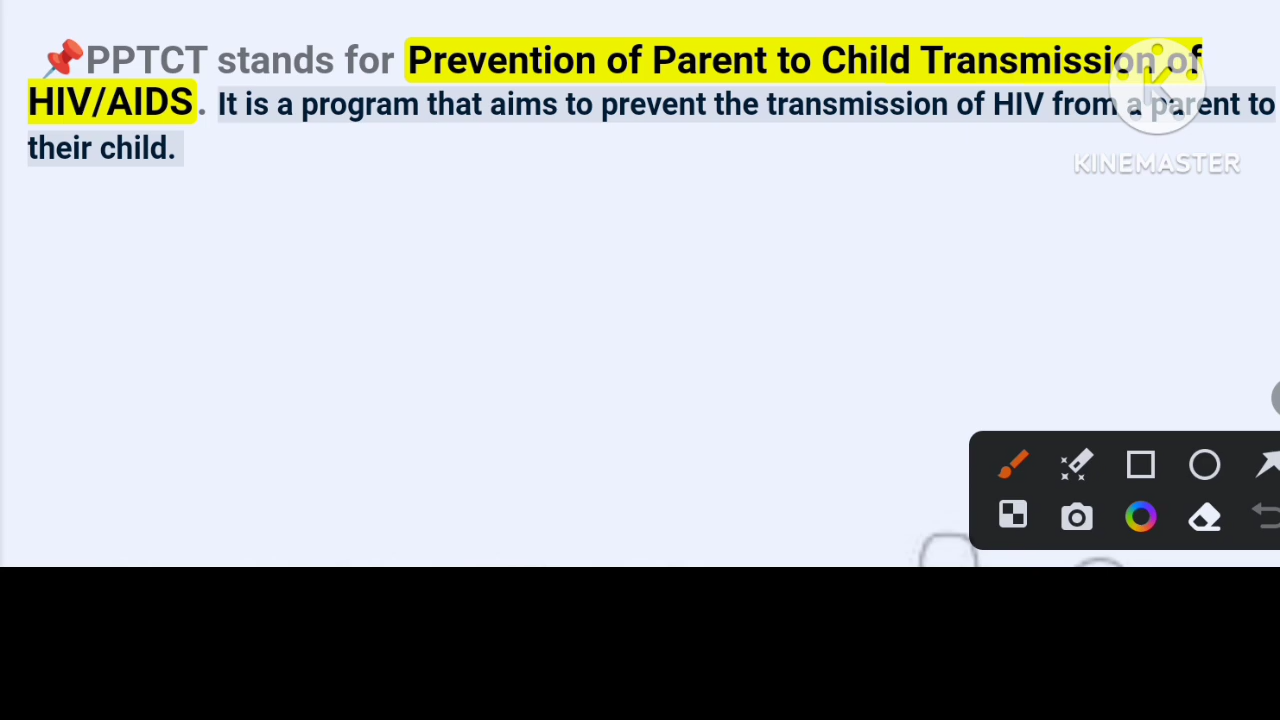 📌PPTCT stands for Prevention of Parent to Child Transmission of
HIV/AIDS. It is a program that aims to prevent the transmission of HIV from a parent to
their child.
K
KINEMASTER